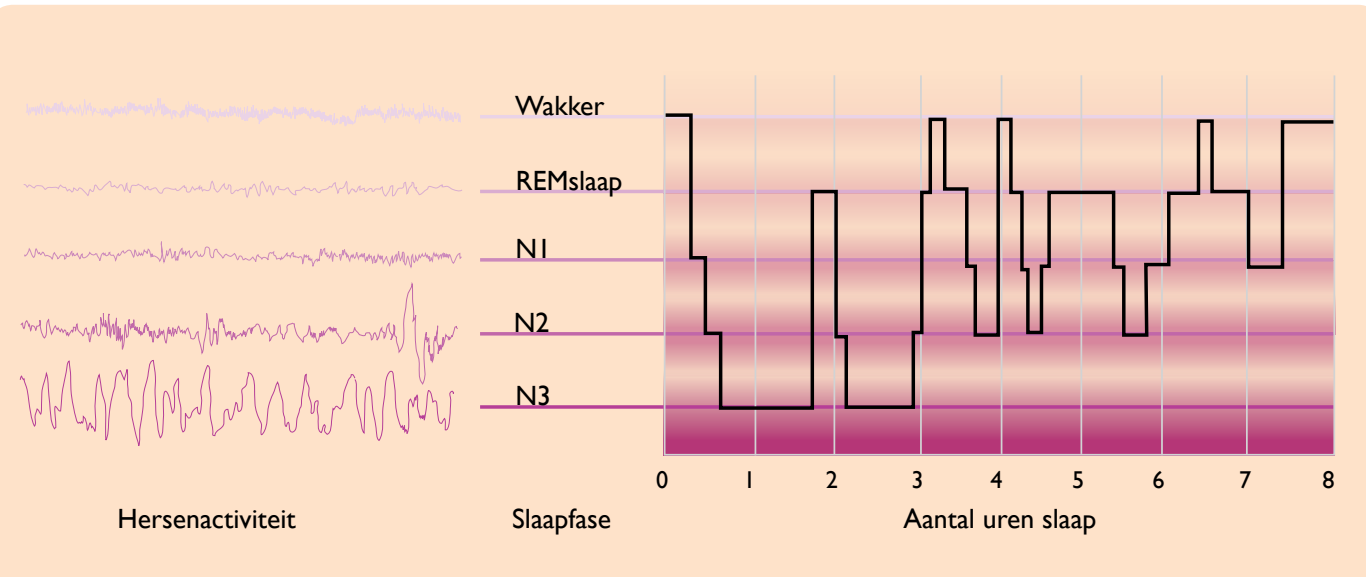 Wakker
REMslaap
N1
N2
N3
0 1 2 3 4 5 6 7 8
Hersenactiviteit Slaapfase Aantal uren slaap